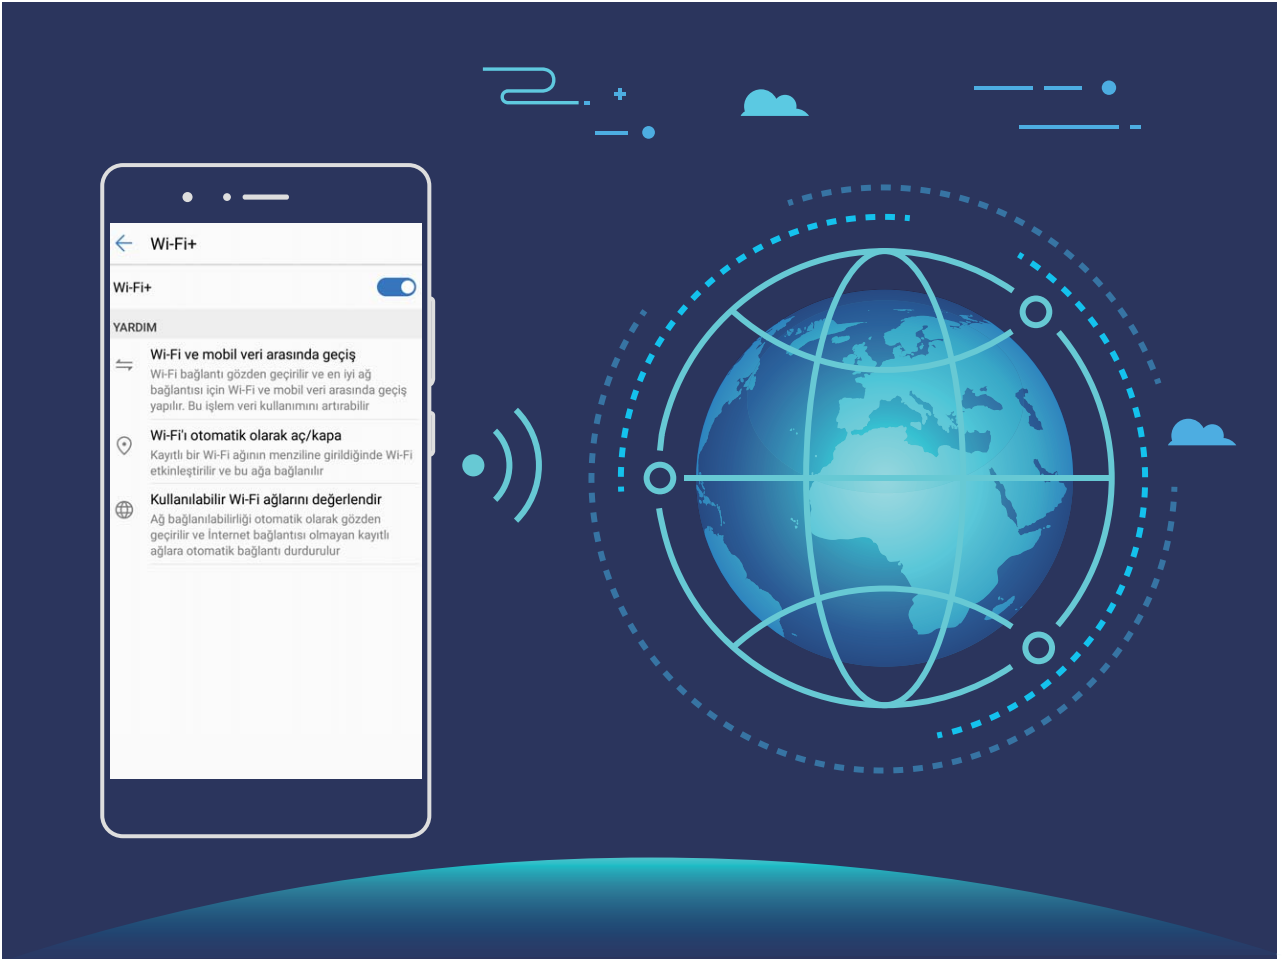 Wi-Fi+
Wi-Fi+
YARDIM
Wi-Fi ve mobil veri arasında geçiş
Wi-Fi bağlantı gözden geçirilir ve en iyi ağ
bağlantısı için Wi-Fi ve mobil veri arasında geçiş
yapılır. Bu işlem veri kullanımını artırabilir
Wi-Fi'ı otomatik olarak aç/kapa
Kayıtlı bir Wi-Fi ağının menziline girildiğinde Wi-Fi
etkinleştirilir ve bu ağa bağlanılır
Kullanılabilir Wi-Fi ağlarını değerlendir
Ağ bağlanılabilirliği otomatik olarak gözden
geçirilir ve İnternet bağlantısı olmayan kayıtlı
ağlara otomatik bağlantı durdurulur